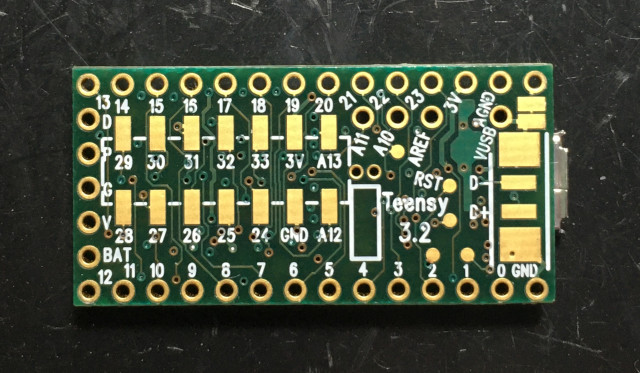 13 14 15 16 17 18 19 20 21 22 23 3V AGND
D
P 29 30 31 32 33 3V A13 A11 A10 AREF VUSB
RST
G D-
Teensy
V D+
28 27 26 25 24 GND A12 3.2
BAT
12 11 10 9 8 7 6 5 4 3 2 1 0 GND